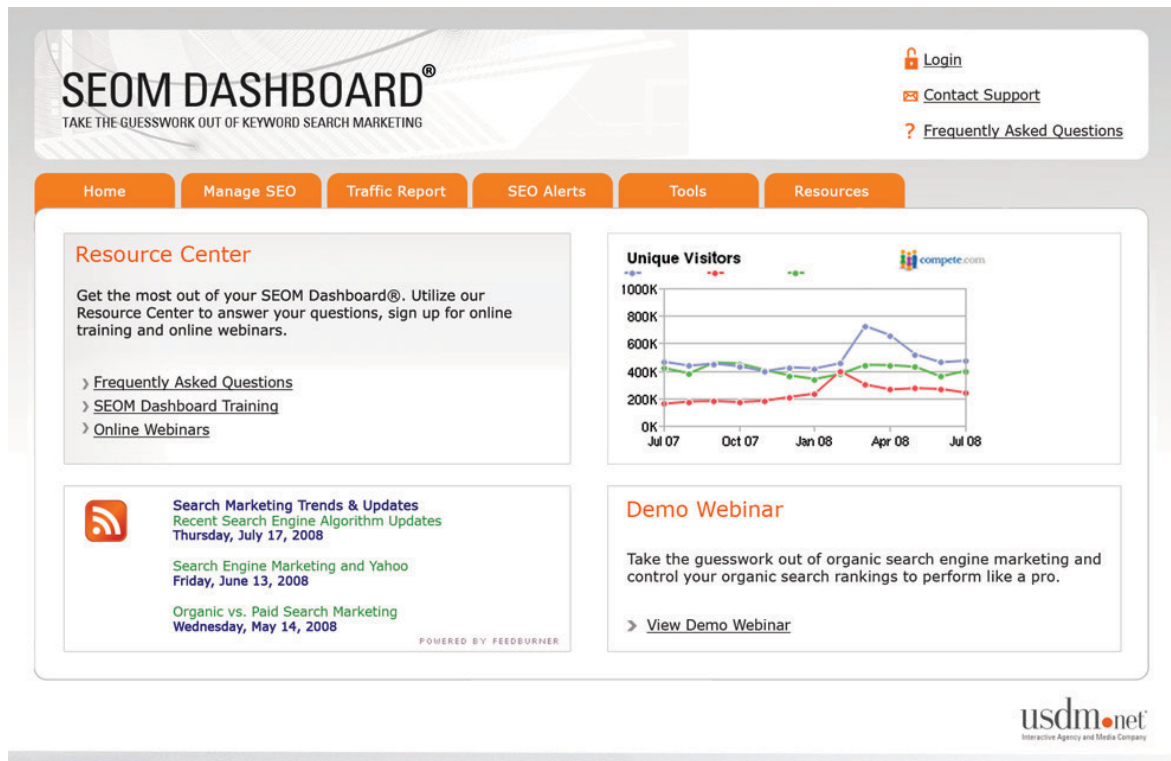 SEOM DASHBOARD®
TAKE THE GUESSWORK OUT OF KEYWORD SEARCH MARKETING
Login
Contact Support
? Frequently Asked Questions
Home
Manage SEO
Traffic Report
SEO Alerts
Tools
Resources
Resource Center
Get the most out of your SEOM Dashboard®. Utilize our
Resource Center to answer your questions, sign up for online
training and online webinars.
Frequently Asked Questions
SEOM Dashboard Training
Online Webinars
Unique Visitors
compete.com
1000K
800K
600K
400K
200K
0K
Jul 07 Oct 07 Jan 08 Apr 08 Jul 08
Search Marketing Trends & Updates
Recent Search Engine Algorithm Updates
Thursday, July 17, 2008
Search Engine Marketing and Yahoo
Friday, June 13, 2008
Organic vs. Paid Search Marketing
Wednesday, May 14, 2008
POWERED BY FEEDBURNER
Demo Webinar
Take the guesswork out of organic search engine marketing and
control your organic search rankings to perform like a pro.
View Demo Webinar
usdm.net
Interactive Agency and Media Company